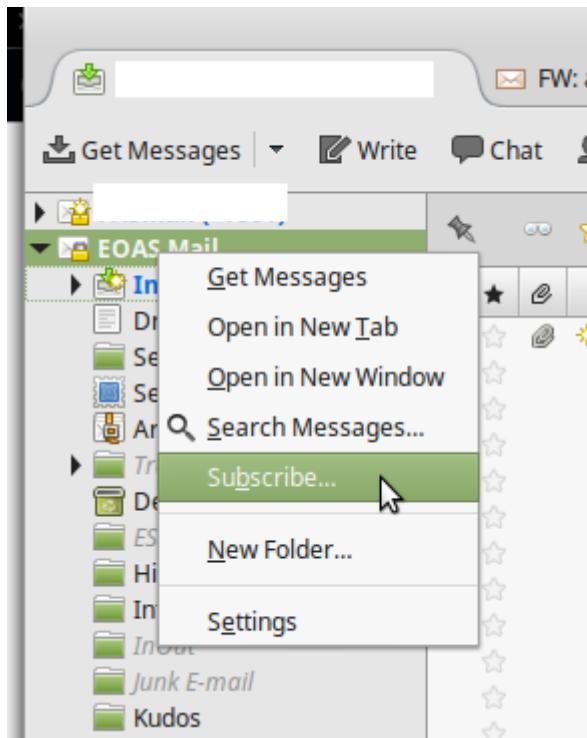 FW:
Get Messages
Write
Chat
EOAS Mail
Get Messages
Open in New Tab
Open in New Window
Search Messages...
Subscribe...
New Folder...
Settings
Junk E-mail
Kudos